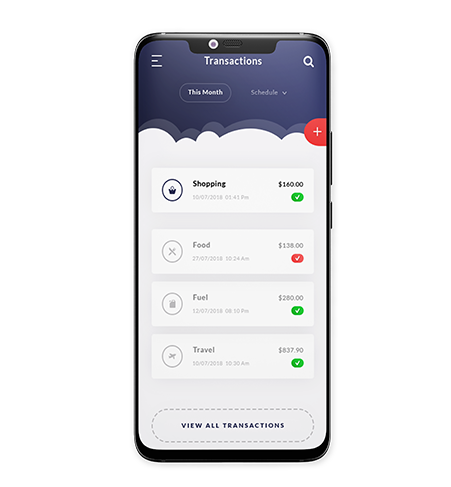 Transactions
This Month
Schedule
+
Shopping
$160.00
10/07/2018 01:41 Pm
Food
$138.00
27/07/2018 10:24 Am
Fuel
$280.00
12/07/2018 08:10 Pm
Travel
$837.90
10/07/2018 10:30 Am
VIEW ALL TRANSACTIONS